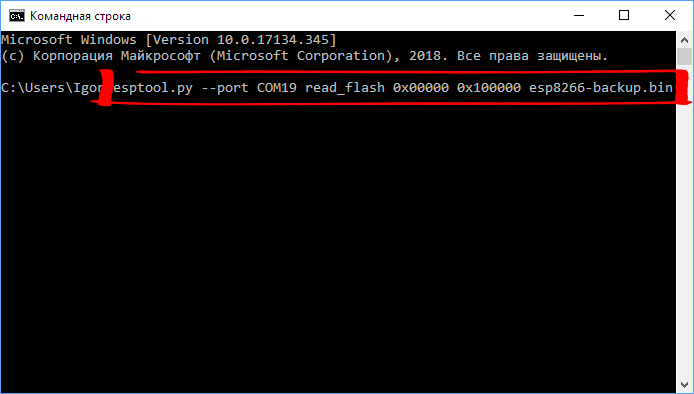 Командная строка
Microsoft Windows [Version 10.0.17134.345]
(c) Корпорация Майкрософт (Microsoft Corporation), 2018. Все права защищены.
C:\Users\Igor>esptool.py --port COM19 read_flash 0x00000 0x100000 esp8266-backup.bin